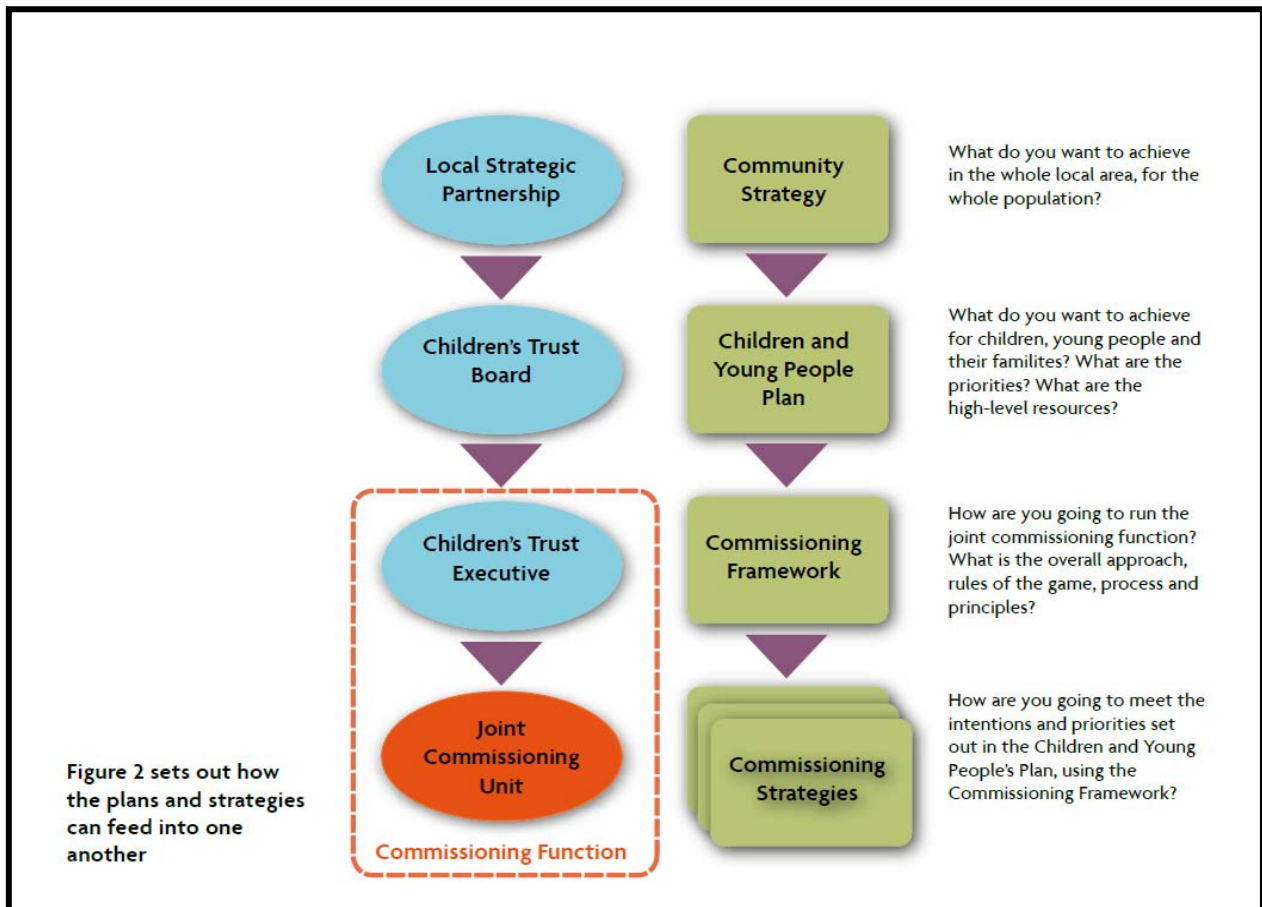 Local Strategic
Partnership
Community
Strategy
What do you want to achieve
in the whole local area, for the
whole population?
Children's Trust
Board
Children and
Young People
Plan
What do you want to achieve
for children, young people and
their familites? What are the
priorities? What are the
high-level resources?
Children's Trust
Executive
Commissioning
Framework
How are you going to run the
joint commissioning function?
What is the overall approach,
rules of the game, process and
principles?
Joint
Commissioning
Unit
Commissioning
Strategies
How are you going to meet the
intentions and priorities set
out in the Children and Young
People's Plan, using the
Commissioning Framework?
Commissioning Function
Figure 2 sets out how
the plans and strategies
can feed into one
another